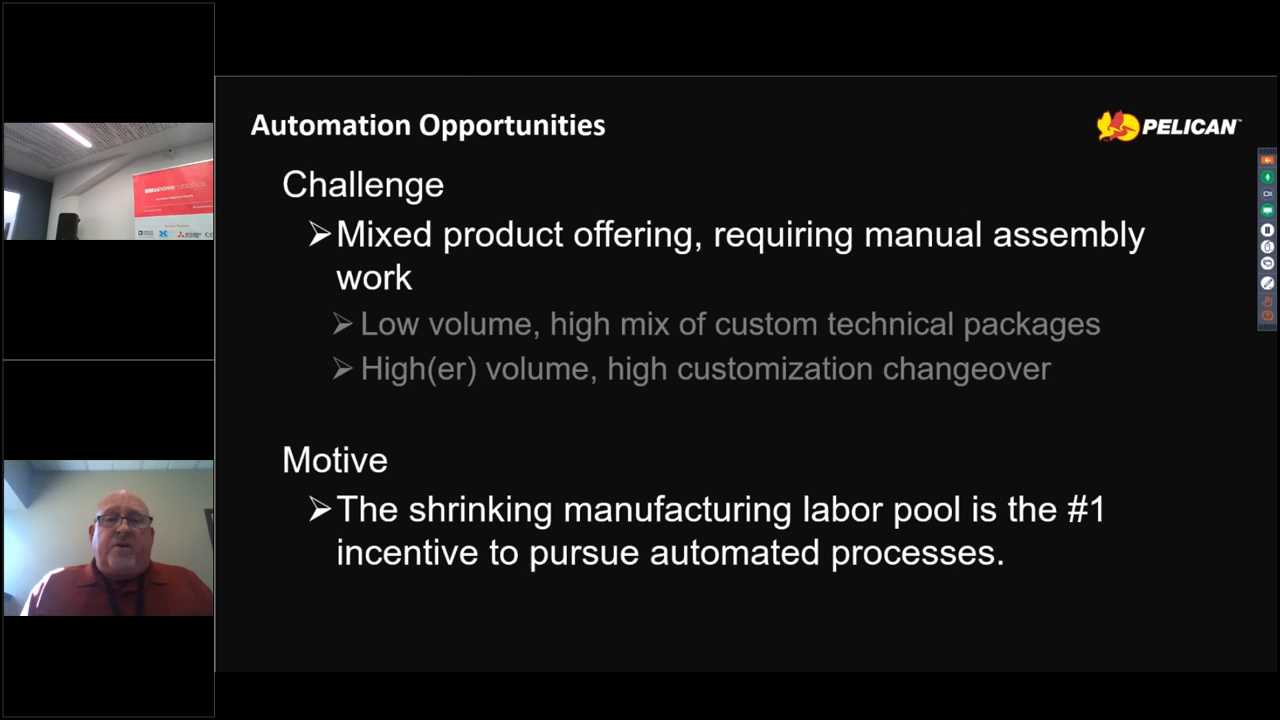 Automation Opportunities
PELICAN™
Challenge
➢Mixed product offering, requiring manual assembly
work
➢Low volume, high mix of custom technical packages
➢High(er) volume, high customization changeover
Motive
➢The shrinking manufacturing labor pool is the #1
incentive to pursue automated processes.
robotics